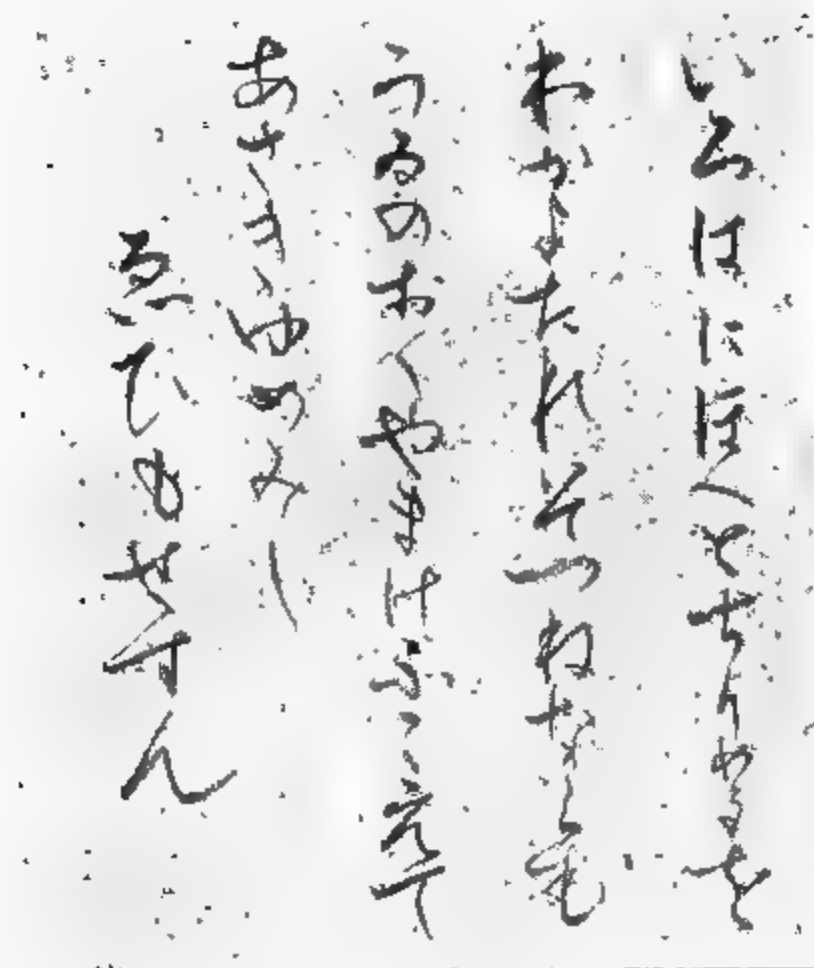 いろはにほへとちりぬるを
わかよたれそつねならむ
うゐのおくやまけふこえて
あさきゆめみし
ゑひもせすん